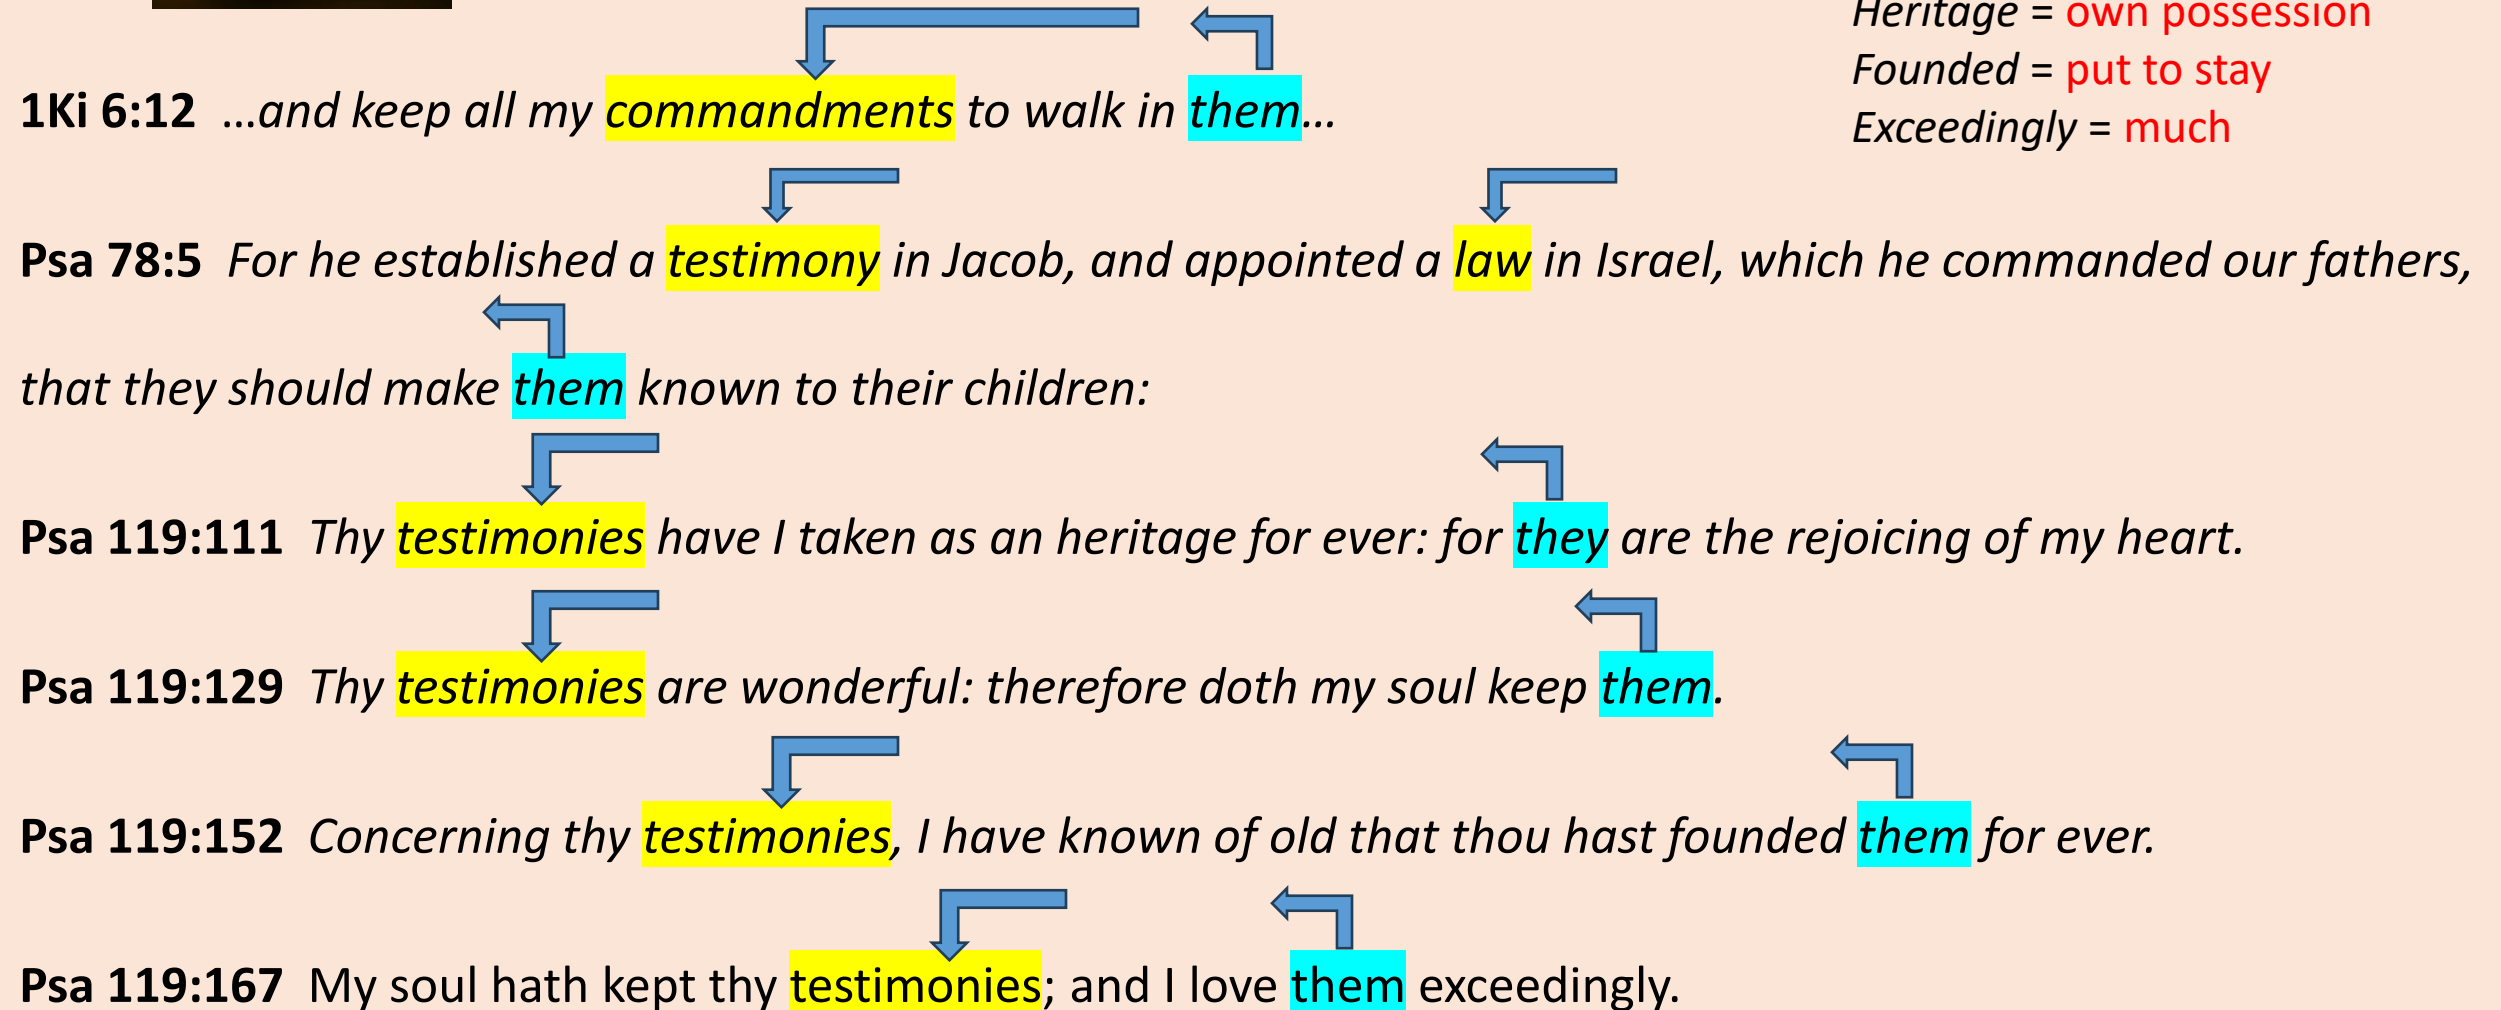 Heritage = own possession
Founded = put to stay
Exceedingly = much
1Ki 6:12 ...and keep all my commandments to walk in them...
Psa 78:5 For he established a testimony in Jacob, and appointed a law in Israel, which he commanded our fathers,
that they should make them known to their children:
Psa 119:111 Thy testimonies have I taken as an heritage for ever: for they are the rejoicing of my heart.
Psa 119:129 Thy testimonies are wonderful: therefore doth my soul keep them.
Psa 119:152 Concerning thy testimonies, I have known of old that thou hast founded them for ever.
Psa 119:167 My soul hath kept thy testimonies; and I love them exceedingly.